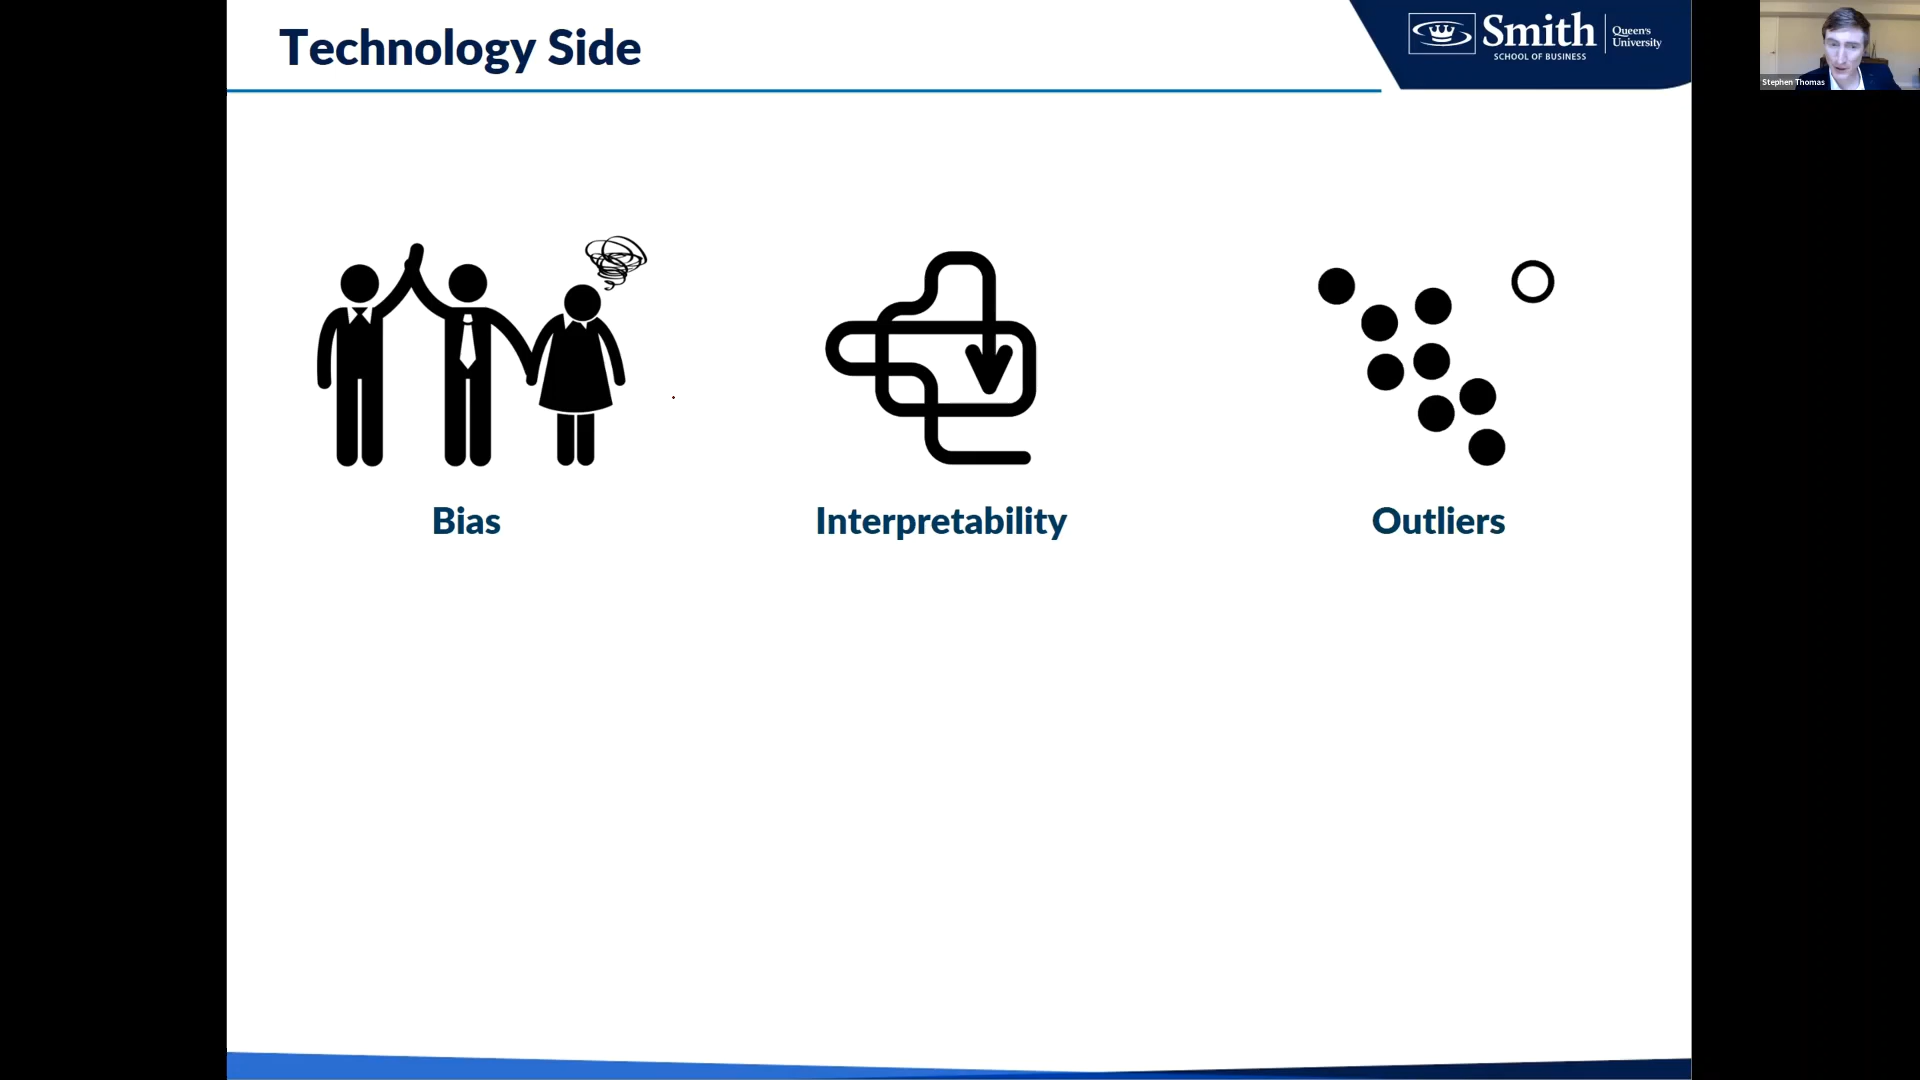 Technology Side
Smith
SCHOOL OF BUSINESS
Queen's
University
Stephen Thomas
Bias
Interpretability
Outliers